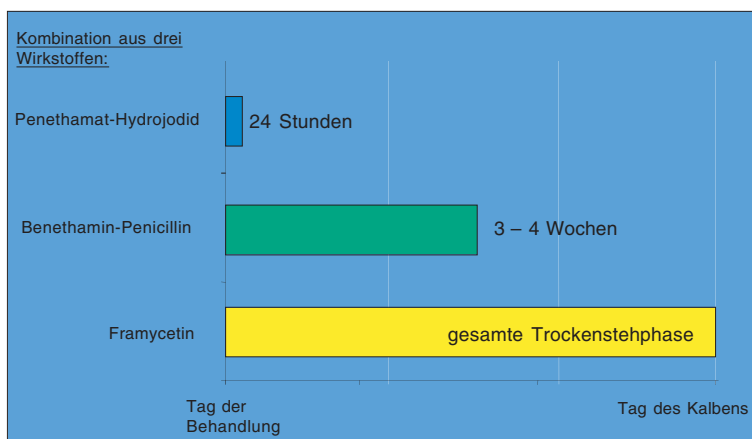 Kombination aus drei
Wirkstoffen:
Penethamat-Hydrojodid
24 Stunden
Benethamin-Penicillin
3 – 4 Wochen
Framycetin
gesamte Trockenstehphase
Tag der
Behandlung
Tag des Kalbens